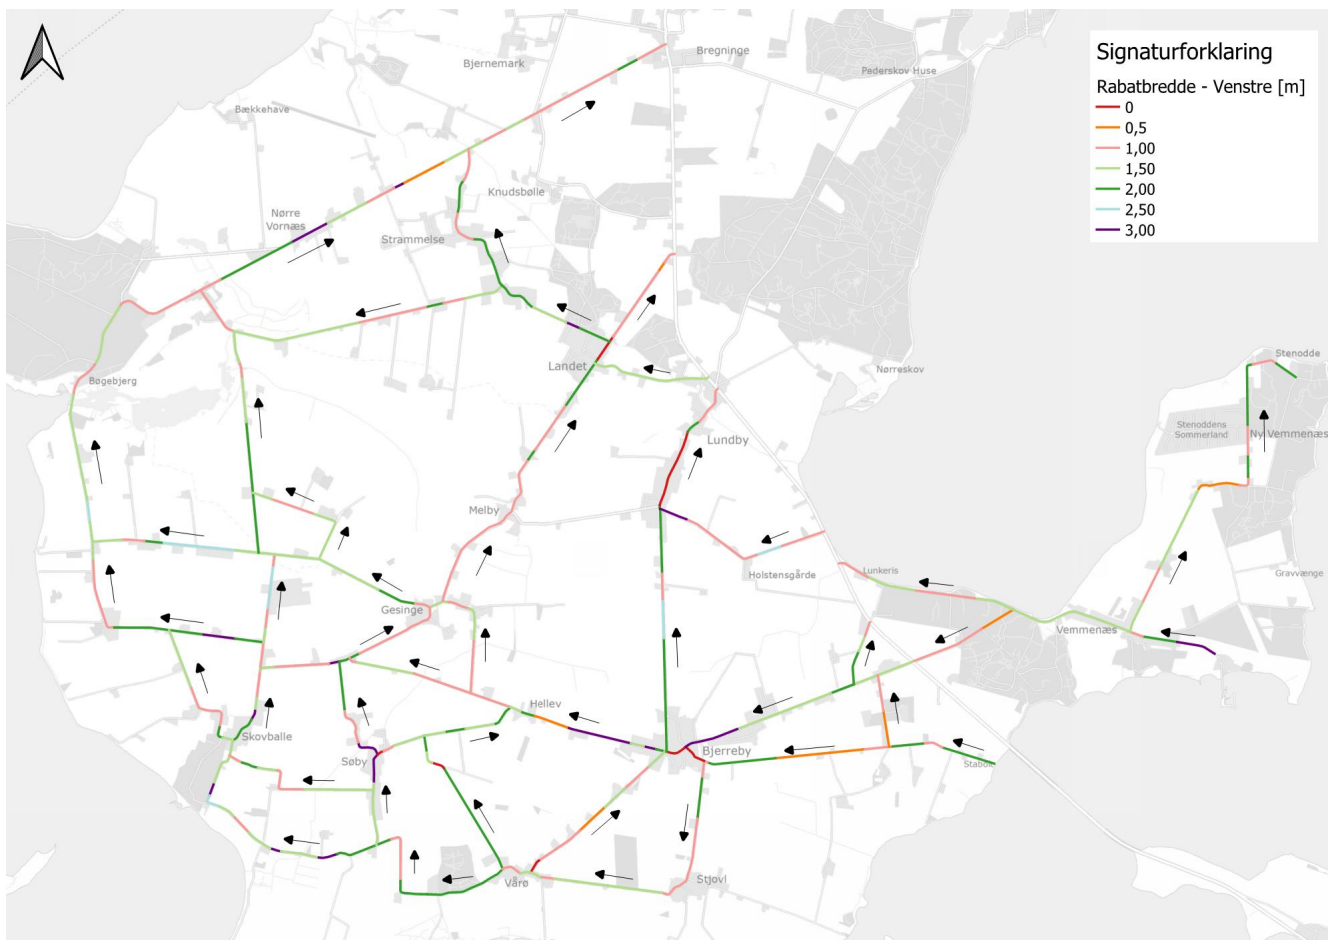 Bregninge
Bjernemark
Pederskov Huse
Signaturforklaring
Rabatbredde - Venstre [m]
0
0,5
1,00
1,50
2,00
2,50
3,00
Bækkehave
Knudsbølle
Nørre
Vornæs
Strammelse
Stenodde
Landet
Nørreskov
Bøgebjerg
Stenoddens
Sommerland
Ny Vemmenæs
Lundby
Melby
Holstensgårde
Lunkeris
Gravvænge
Gesinge
Vemmenæs
Hellev
Skovballe
Søby
Bjerreby
Vårø
Stjovl